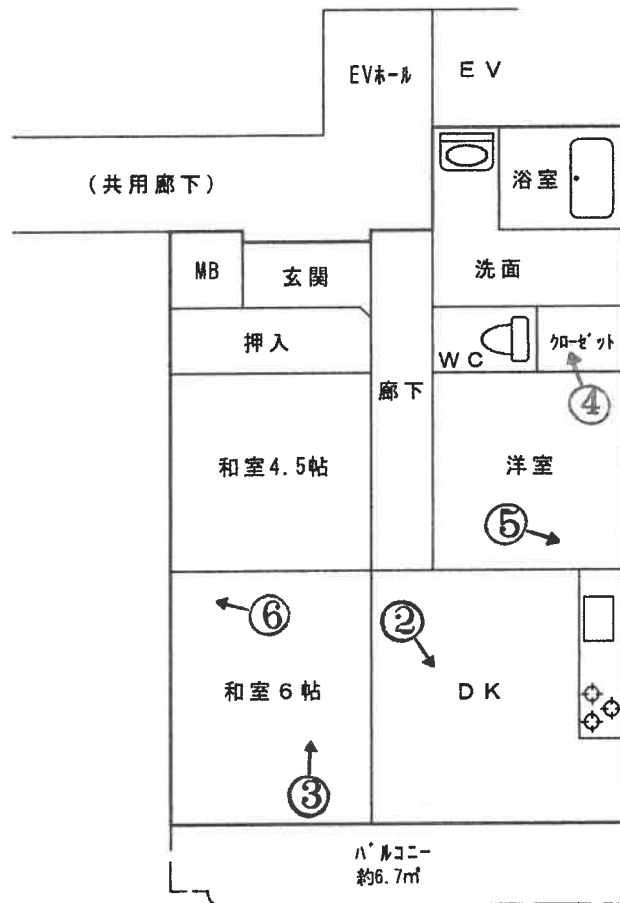 EVホール
EV
(共用廊下)
浴室
MB
玄関
洗面
押入
WC
クローゼット
廊下
④
和室4.5帖
洋室
⑤
⑥
②
和室6帖
DK
③
バルコニー
約6.7㎡